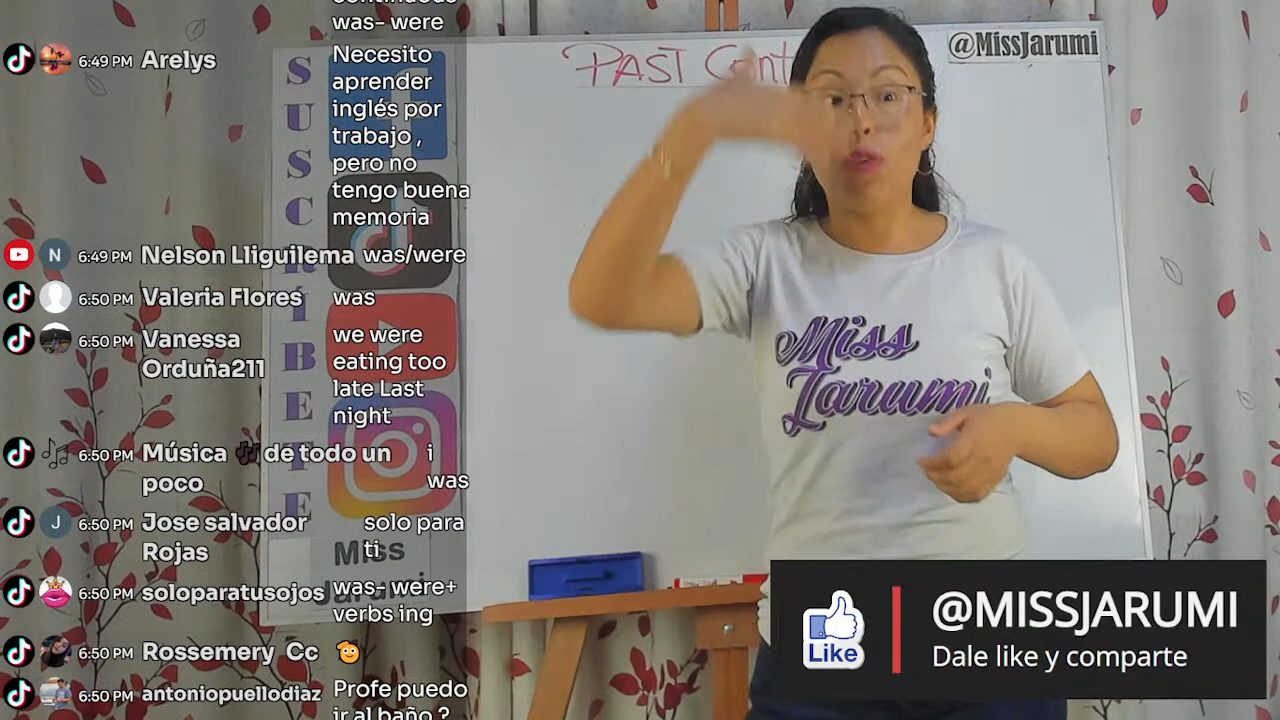 continuous
was- were
6:49 PM Arelys
Necesito
aprender
inglés por
trabajo ,
pero no
tengo buena
memoria
6:49 PM Nelson Lliguilema was/were
6:50 PM Valeria Flores was
6:50 PM Vanessa
Orduña211
we were
eating too
late Last
night
6:50 PM Música 🎶de todo un
poco
i
was
6:50 PM Jose salvador
Rojas
solo para
ti
6:50 PM soloparatusojos was- were+
verbs ing
6:50 PM Rossemery Cc
6:50 PM antoniopuellodiaz Profe puedo
ir al baño ?
N
J
S
U
S
C
R
Í
B
E
T
E
Miss
PAST Cont
@MissJarumi
Miss
Jarumi
Like
@MISSJARUMI
Dale like y comparte